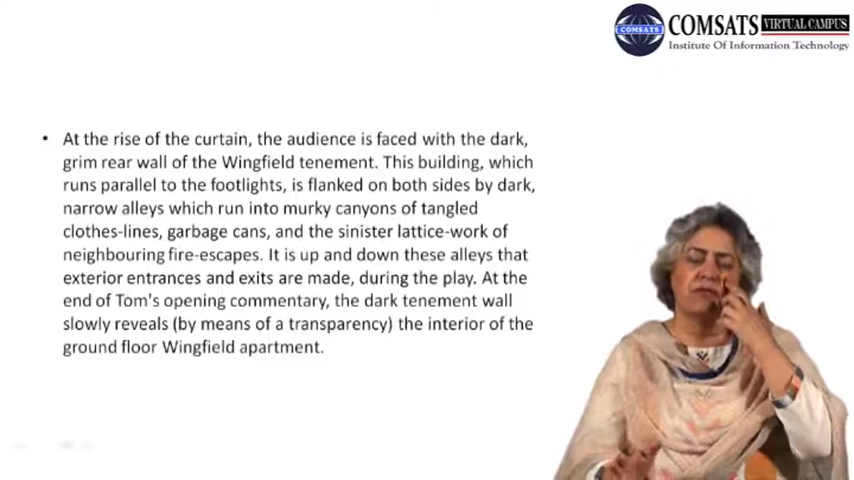 COMSATS
COMSATS VIRTUAL CAMPUS
Institute Of Information Technology
• At the rise of the curtain, the audience is faced with the dark,
grim rear wall of the Wingfield tenement. This building, which
runs parallel to the footlights, is flanked on both sides by dark,
narrow alleys which run into murky canyons of tangled
clothes-lines, garbage cans, and the sinister lattice-work of
neighbouring fire-escapes. It is up and down these alleys that
exterior entrances and exits are made, during the play. At the
end of Tom's opening commentary, the dark tenement wall
slowly reveals (by means of a transparency) the interior of the
ground floor Wingfield apartment.